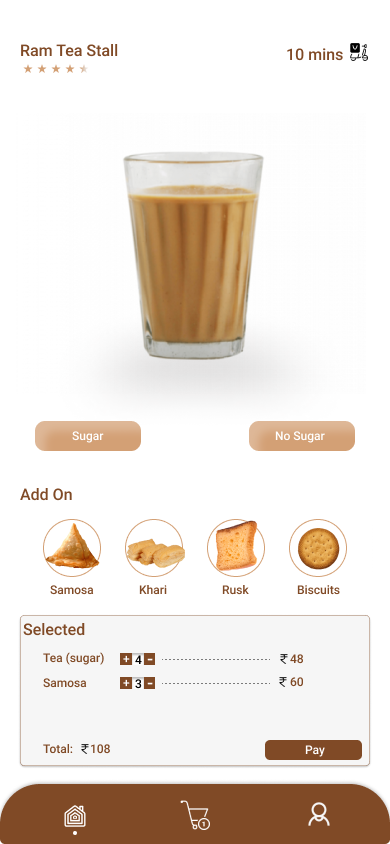 Ram Tea Stall
10 mins
Sugar
No Sugar
Add On
Samosa Khari Rusk Biscuits
Selected
Tea (sugar) + 4 - ₹ 48
Samosa + 3 - ₹ 60
Total: ₹108 Pay
1